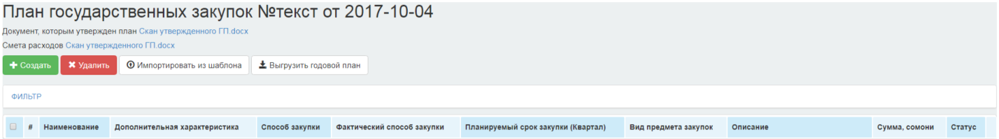 План государственных закупок №текст от 2017-10-04
Документ, которым утвержден план Скан утвержденного ГП.docx
Смета расходов Скан утвержденного ГП.docx
Создать Удалить Импортировать из шаблона Выгрузить годовой план
ФИЛЬТР
# Наименование Дополнительная характеристика Способ закупки Фактический способ закупки Планируемый срок закупки (Квартал) Вид предмета закупок Описание Сумма, сомони Статус